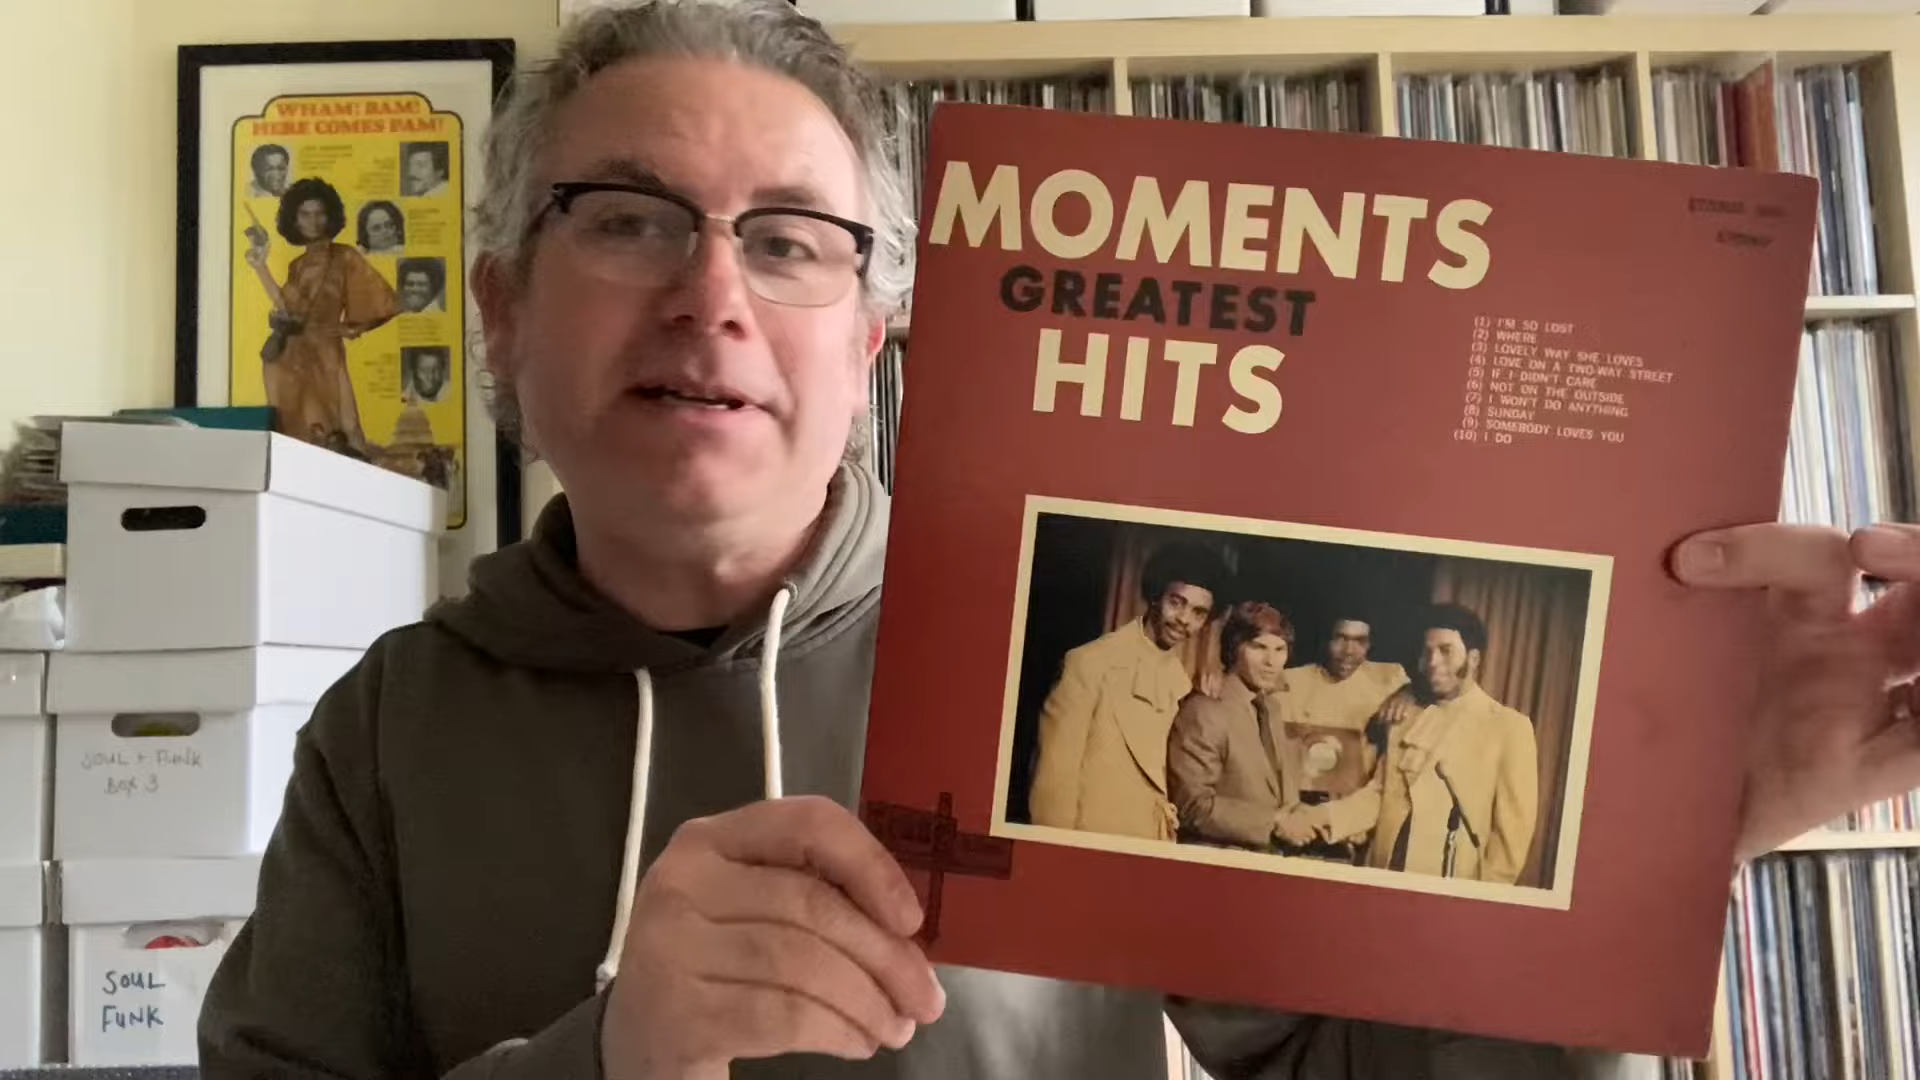 WHAM! BAM!
HERE COMES PAM!
MOMENTS
GREATEST
HITS
STEREO
(1) I'M SO LOST
(2) WHERE
(3) LOVELY WAY SHE LOVES
(4) LOVE ON A TWO-WAY STREET
(5) IF I DIDN'T CARE
(6) NOT ON THE OUTSIDE
(7) I WON'T DO ANYTHING
(8) SUNDAY
(9) SOMEBODY LOVES YOU
(10) I DO
SOUL + FUNK
BOX 3
SOUL
FUNK